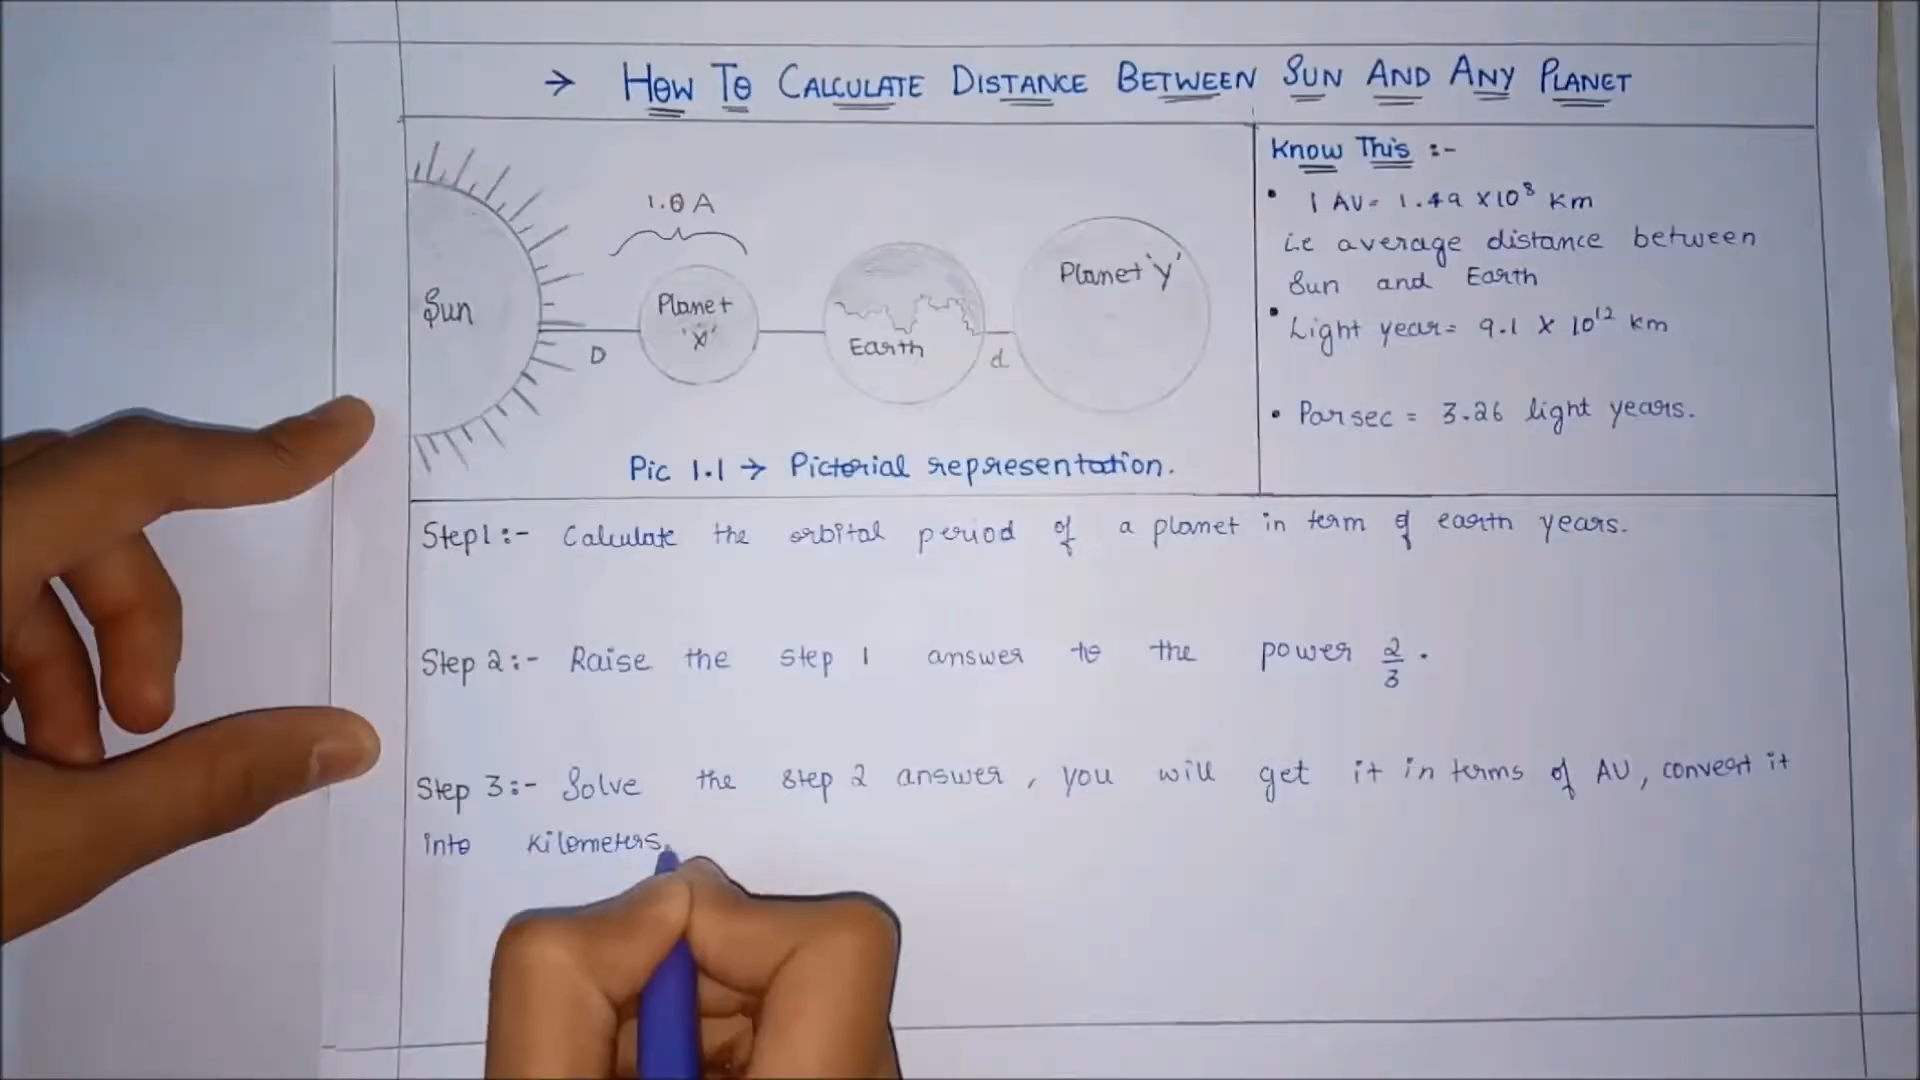 → HOW TO CALCULATE DISTANCE BETWEEN SUN AND ANY PLANET
1.0 A
Sun
D
Planet
'X'
Earth
d
Planet 'Y'
Pic 1.1 → Pictorial representation.
Know This :-
• 1 AU = 1.49 × 10⁸ Km
i.e average distance between
Sun and Earth
• Light year = 9.1 × 10¹² km
• Parsec = 3.26 light years.
Step 1 :- Calculate the orbital period of a planet in term of earth years.
Step 2 :- Raise the step 1 answer to the power 2/3.
Step 3 :- Solve the step 2 answer, you will get it in terms of AU, convert it
into kilometers.